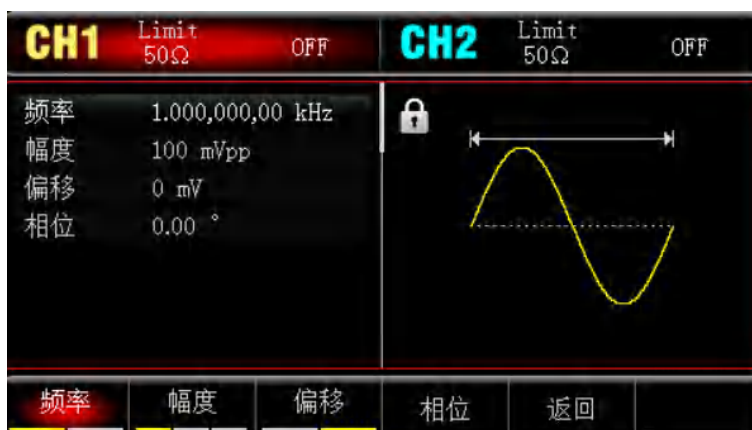 CH1 Limit 50Ω OFF CH2 Limit 50Ω OFF
频率 1.000,000,00 kHz
幅度 100 mVpp
偏移 0 mV
相位 0.00 °
频率 幅度 偏移 相位 返回